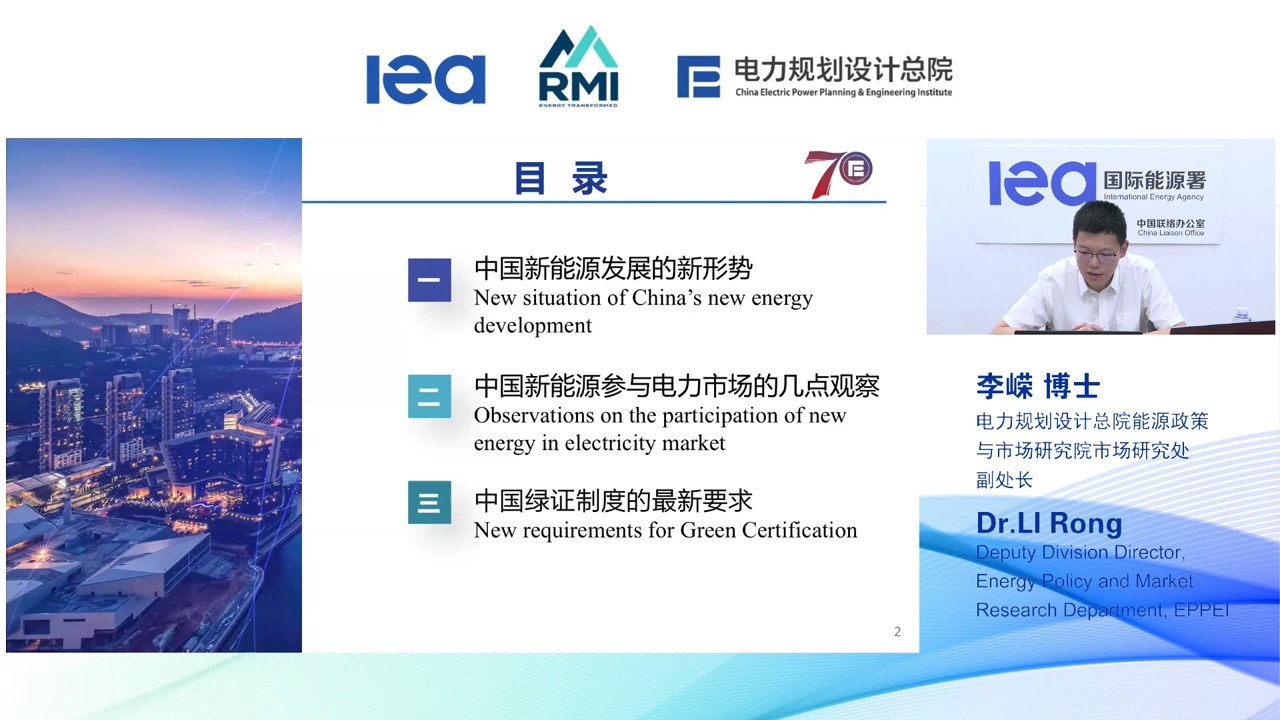 iea
RMI
ENERGY. TRANSFORMED.
电力规划设计总院
China Electric Power Planning & Engineering Institute
目 录
70
一
中国新能源发展的新形势
New situation of China's new energy
development
二
中国新能源参与电力市场的几点观察
Observations on the participation of new
energy in electricity market
三
中国绿证制度的最新要求
New requirements for Green Certification
2
iea 国际能源署
International Energy Agency
中国联络办公室
China Liaison Office
李嵘 博士
电力规划设计总院能源政策
与市场研究院市场研究处
副处长
Dr.LI Rong
Deputy Division Director,
Energy Policy and Market
Research Department, EPPEI